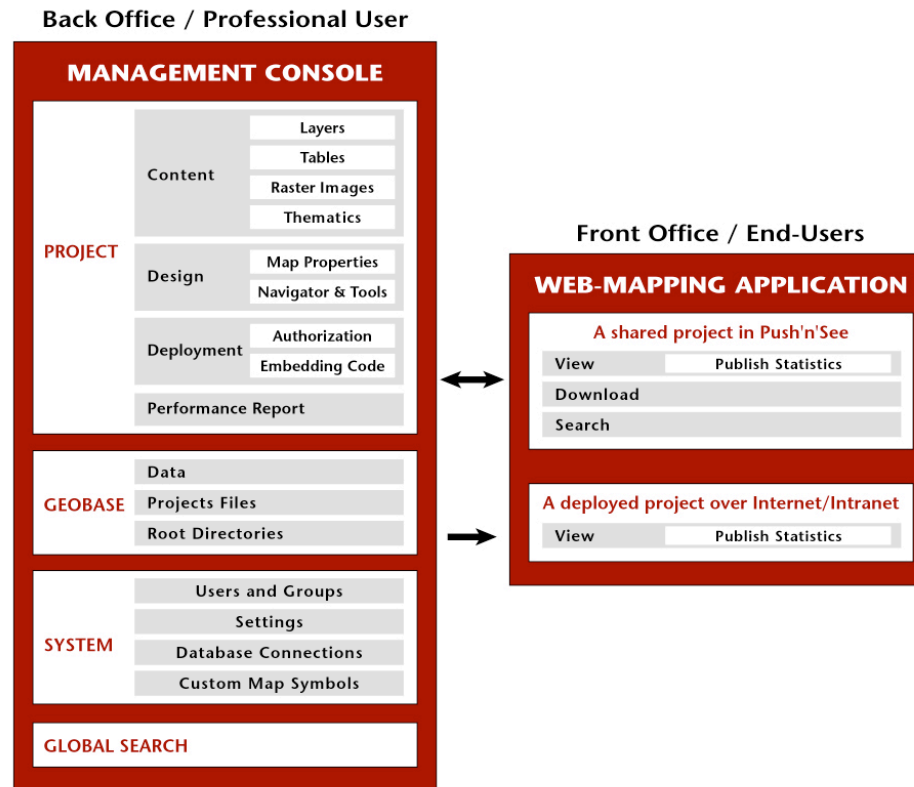 Back Office / Professional User
MANAGEMENT CONSOLE
PROJECT
Content
Layers
Tables
Raster Images
Thematics
Design
Map Properties
Navigator & Tools
Deployment
Authorization
Embedding Code
Performance Report
GEOBASE
Data
Projects Files
Root Directories
SYSTEM
Users and Groups
Settings
Database Connections
Custom Map Symbols
GLOBAL SEARCH
Front Office / End-Users
WEB-MAPPING APPLICATION
A shared project in Push'n'See
View
Publish Statistics
Download
Search
A deployed project over Internet/Intranet
View
Publish Statistics